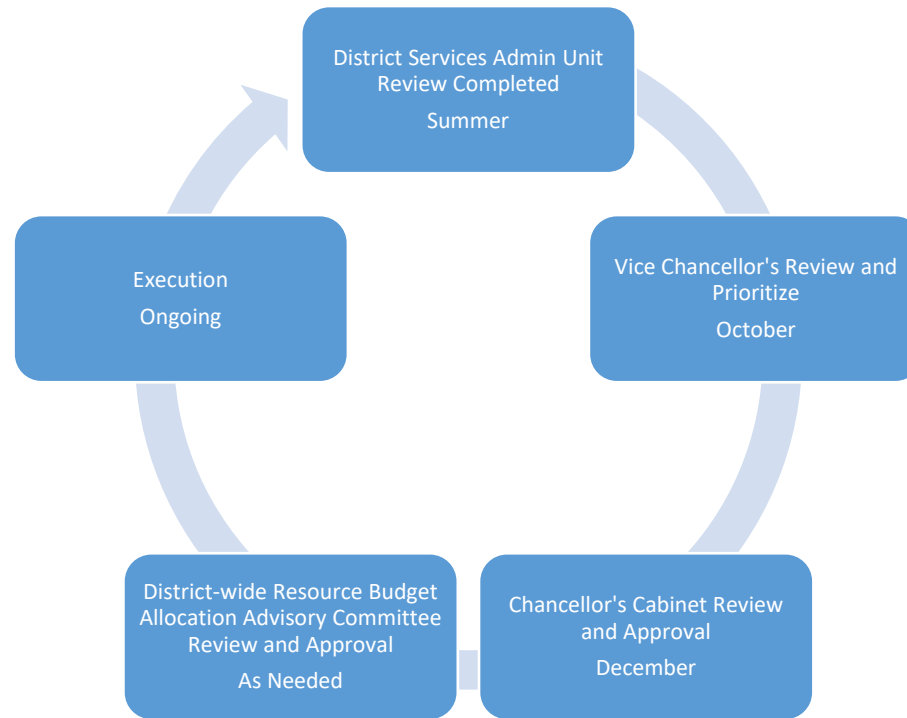 District Services Admin Unit
Review Completed
Summer
Vice Chancellor's Review and
Prioritize
October
Chancellor's Cabinet Review
and Approval
December
District-wide Resource Budget
Allocation Advisory Committee
Review and Approval
As Needed
Execution
Ongoing